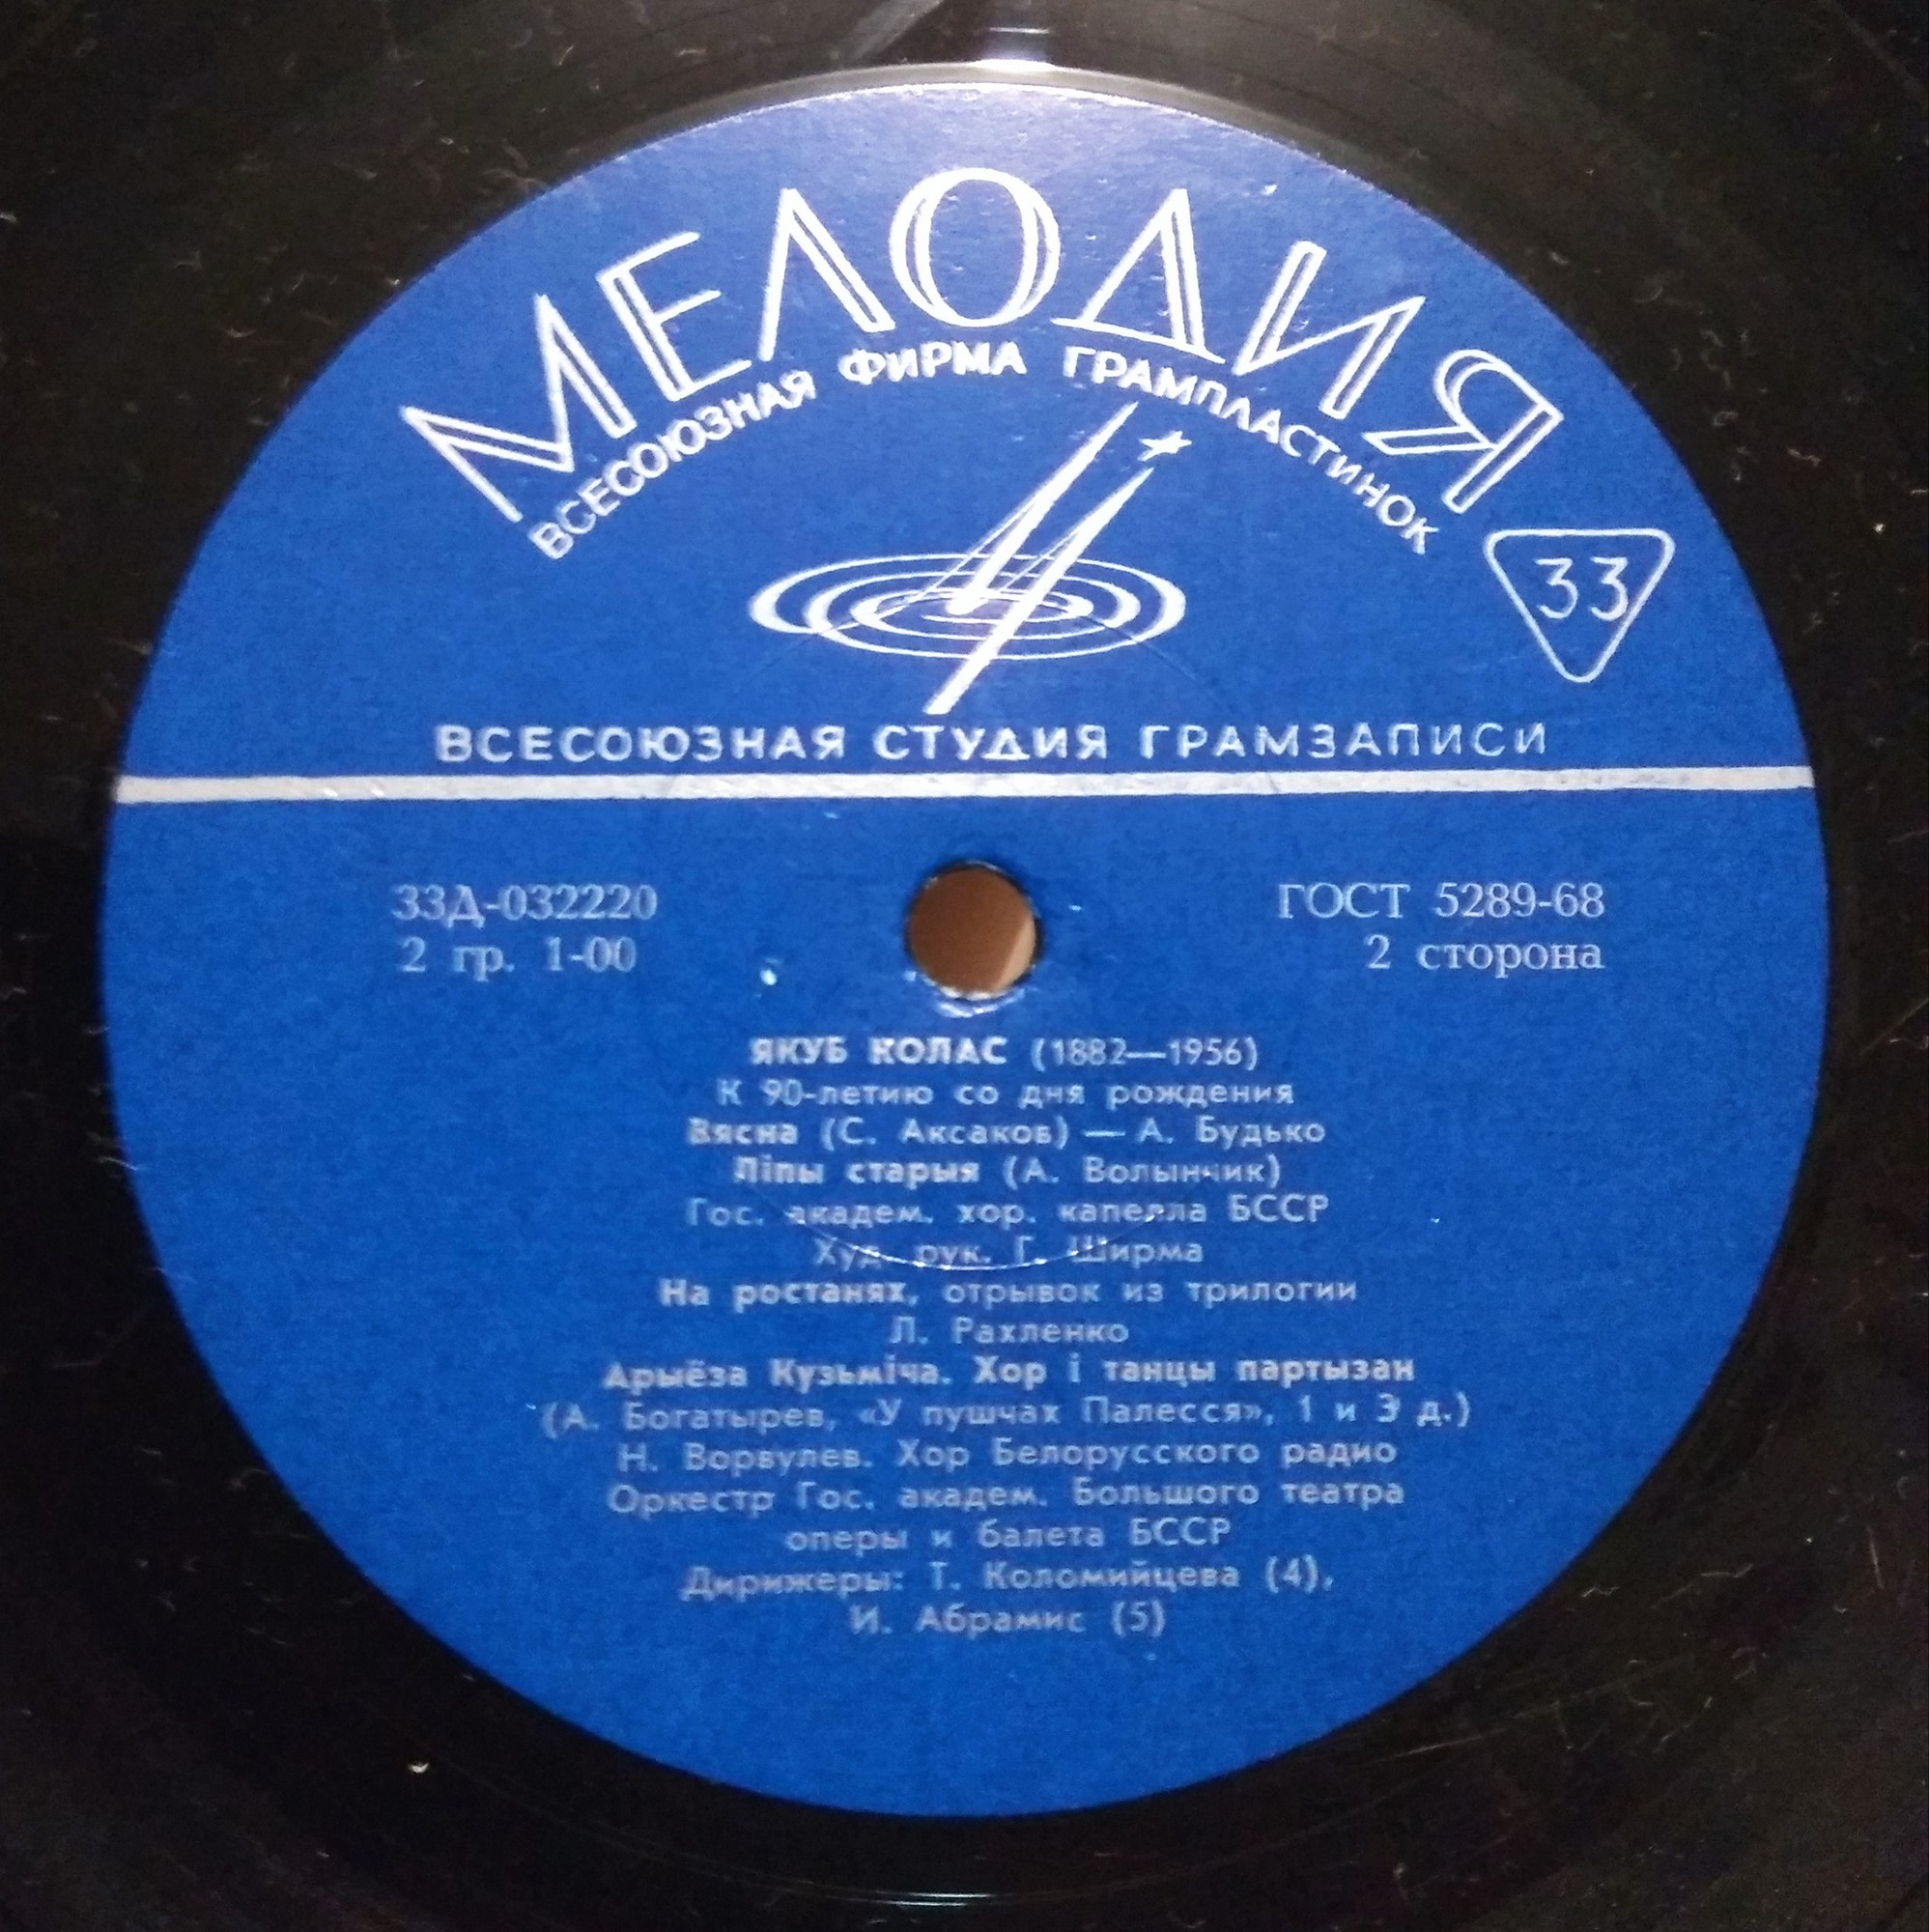 МЕЛОДИЯ
ВСЕСОЮЗНАЯ ФИРМА ГРАМПЛАСТИНОК
33
ВСЕСОЮЗНАЯ СТУДИЯ ГРАМЗАПИСИ
33Д-032220
ГОСТ 5289-68
2 гр. 1-00
2 сторона
ЯКУБ КОЛАС (1882—1956)
К 90-летию со дня рождения
Вясна (С. Аксаков) — А. Будько
Ліпы старыя (А. Волынчик)
Гос. академ. хор. капелла БССР
Худ. рук. Г. Ширма
На ростанях, отрывок из трилогии
Л. Рахленко
Арыёза Кузьміча. Хор і танцы партызан
(А. Богатырев, «У пушчах Палесся», 1 и 3 д.)
Н. Ворвулев. Хор Белорусского радио
Оркестр Гос. академ. Большого театра
оперы и балета БССР
Дирижеры: Т. Коломийцева (4),
И. Абрамис (5)